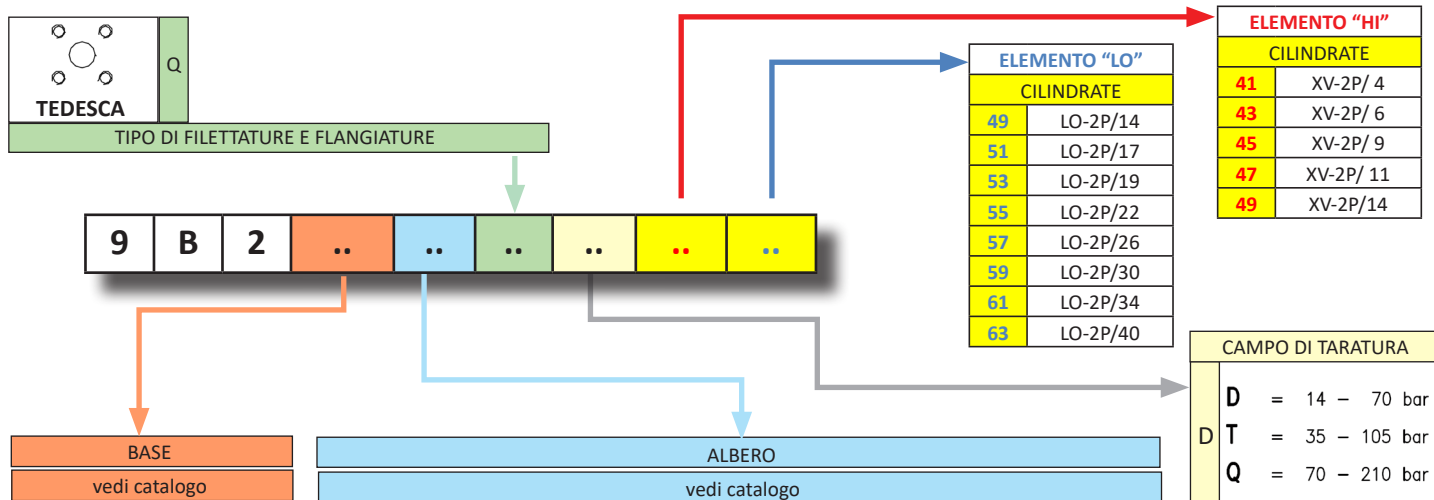 TEDESCA
Q
TIPO DI FILETTATURE E FLANGIATURE
ELEMENTO “HI”
CILINDRATE
41 XV-2P/ 4
43 XV-2P/ 6
45 XV-2P/ 9
47 XV-2P/ 11
49 XV-2P/14
ELEMENTO “LO”
CILINDRATE
49 LO-2P/14
51 LO-2P/17
53 LO-2P/19
55 LO-2P/22
57 LO-2P/26
59 LO-2P/30
61 LO-2P/34
63 LO-2P/40
9 B 2 .. .. .. .. .. ..
CAMPO DI TARATURA
D
D = 14 – 70 bar
T = 35 – 105 bar
Q = 70 – 210 bar
BASE
vedi catalogo
ALBERO
vedi catalogo